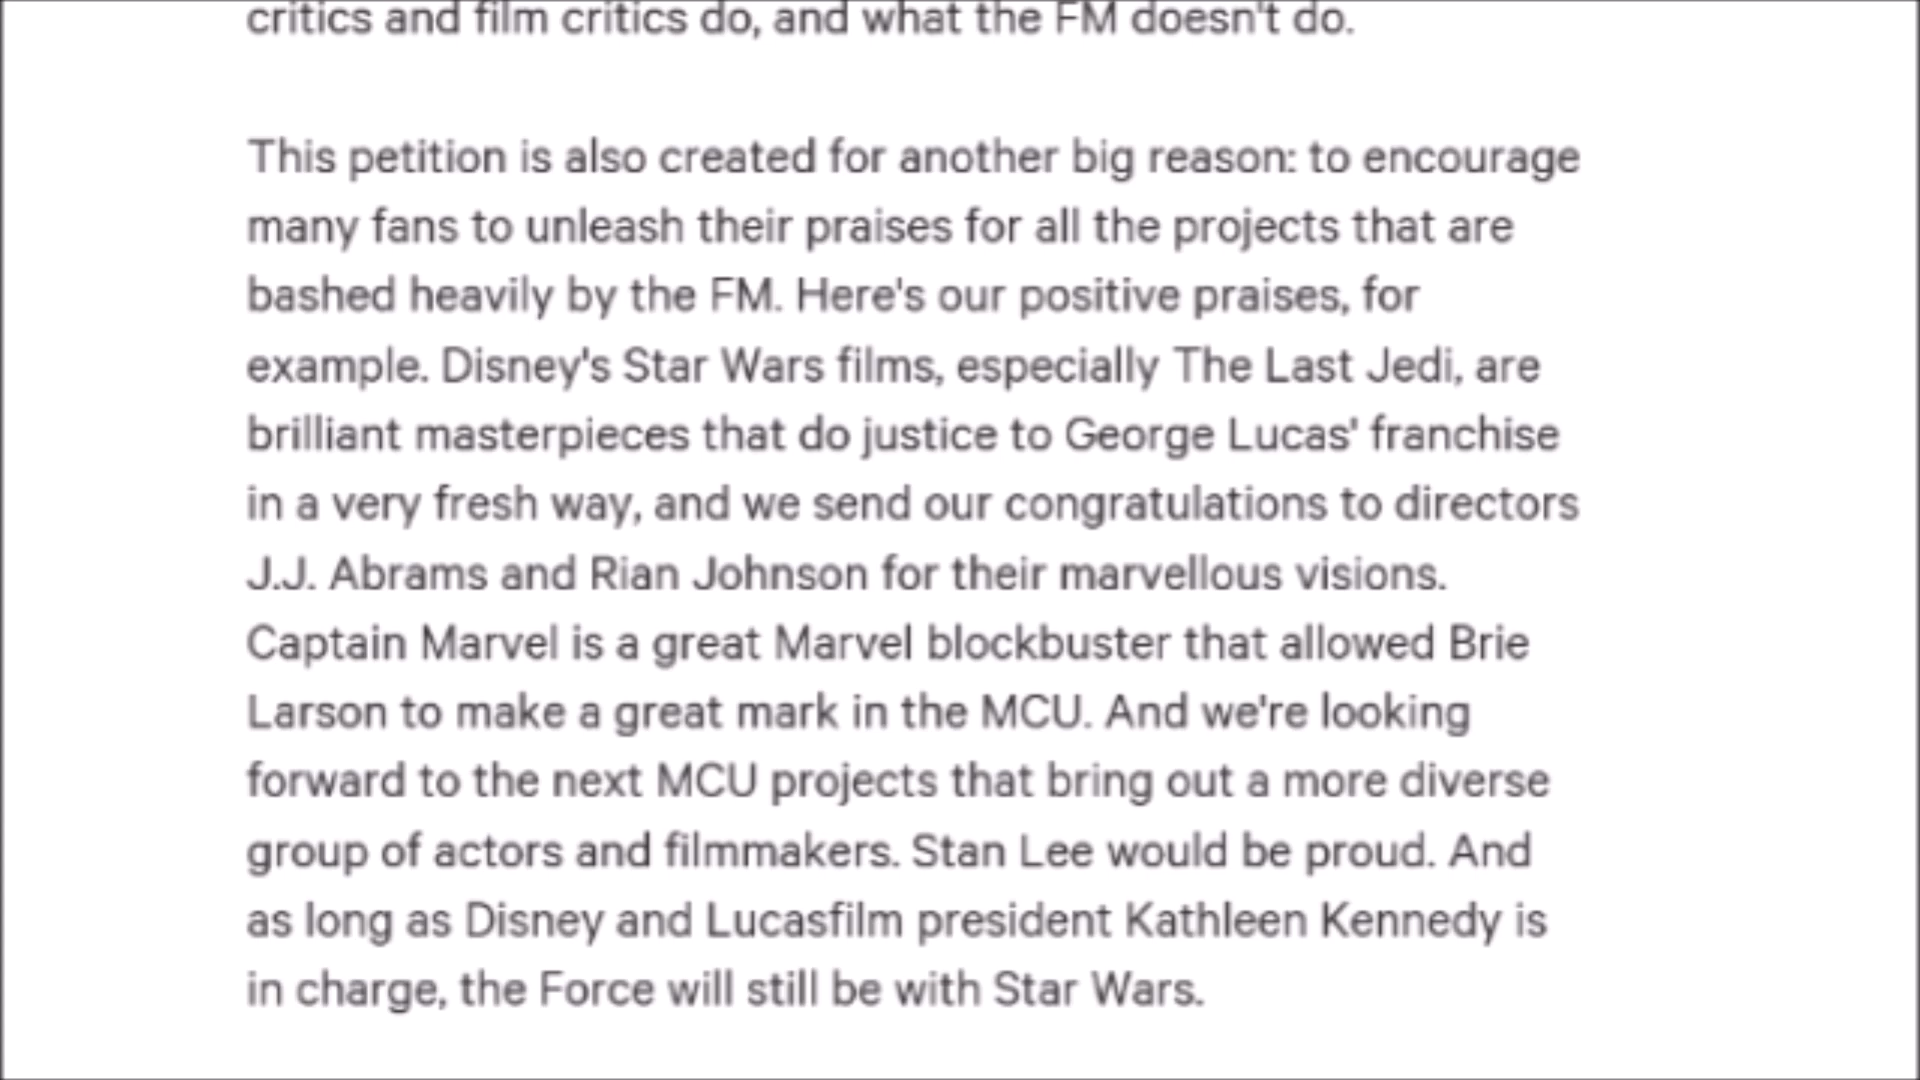 critics and film critics do, and what the FM doesn't do.
This petition is also created for another big reason: to encourage
many fans to unleash their praises for all the projects that are
bashed heavily by the FM. Here's our positive praises, for
example. Disney's Star Wars films, especially The Last Jedi, are
brilliant masterpieces that do justice to George Lucas' franchise
in a very fresh way, and we send our congratulations to directors
J.J. Abrams and Rian Johnson for their marvellous visions.
Captain Marvel is a great Marvel blockbuster that allowed Brie
Larson to make a great mark in the MCU. And we're looking
forward to the next MCU projects that bring out a more diverse
group of actors and filmmakers. Stan Lee would be proud. And
as long as Disney and Lucasfilm president Kathleen Kennedy is
in charge, the Force will still be with Star Wars.